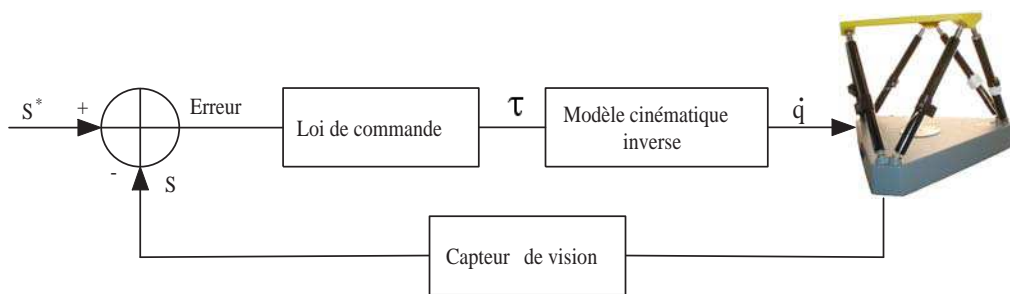 S*
+
Erreur
Loi de commande
τ
Modèle cinématique
inverse
q̇
-
S
Capteur de vision